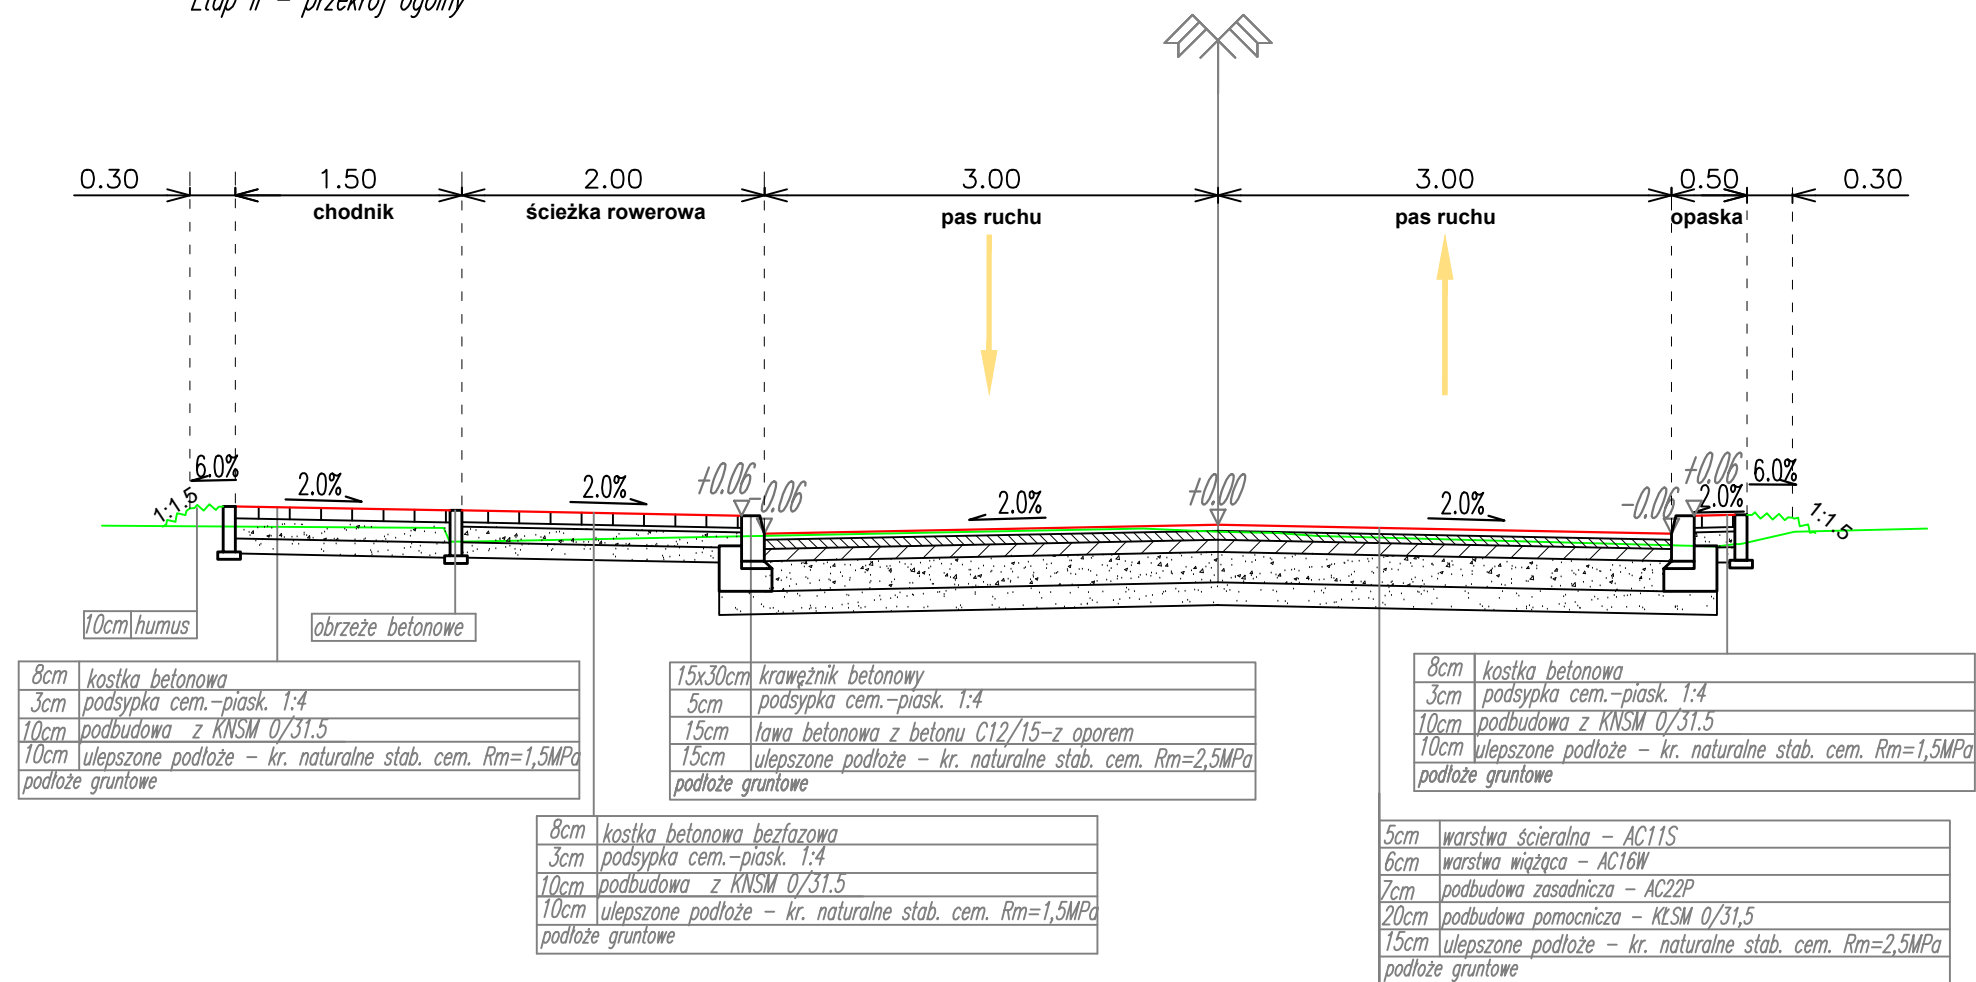 Etap II – przekrój ogólny
0.30 1.50 2.00 3.00 3.00 0.50 0.30
chodnik ścieżka rowerowa pas ruchu pas ruchu opaska
1:1.5 6.0% 2.0% 2.0% +0.06 -0.06 2.0% +0.00 2.0% -0.06 +0.06 2.0% 6.0% 1:1.5
10cm humus
obrzeże betonowe
8cm kostka betonowa
3cm podsypka cem.-piask. 1:4
10cm podbudowa z KNSM 0/31.5
10cm ulepszone podłoże – kr. naturalne stab. cem. Rm=1,5MPa
podłoże gruntowe
15x30cm krawężnik betonowy
5cm podsypka cem.-piask. 1:4
15cm ława betonowa z betonu C12/15-z oporem
15cm ulepszone podłoże – kr. naturalne stab. cem. Rm=2,5MPa
podłoże gruntowe
8cm kostka betonowa
3cm podsypka cem.-piask. 1:4
10cm podbudowa z KNSM 0/31.5
10cm ulepszone podłoże – kr. naturalne stab. cem. Rm=1,5MPa
podłoże gruntowe
8cm kostka betonowa bezfazowa
3cm podsypka cem.-piask. 1:4
10cm podbudowa z KNSM 0/31.5
10cm ulepszone podłoże – kr. naturalne stab. cem. Rm=1,5MPa
podłoże gruntowe
5cm warstwa ścieralna – AC11S
6cm warstwa wiążąca – AC16W
7cm podbudowa zasadnicza – AC22P
20cm podbudowa pomocnicza – KŁSM 0/31,5
15cm ulepszone podłoże – kr. naturalne stab. cem. Rm=2,5MPa
podłoże gruntowe